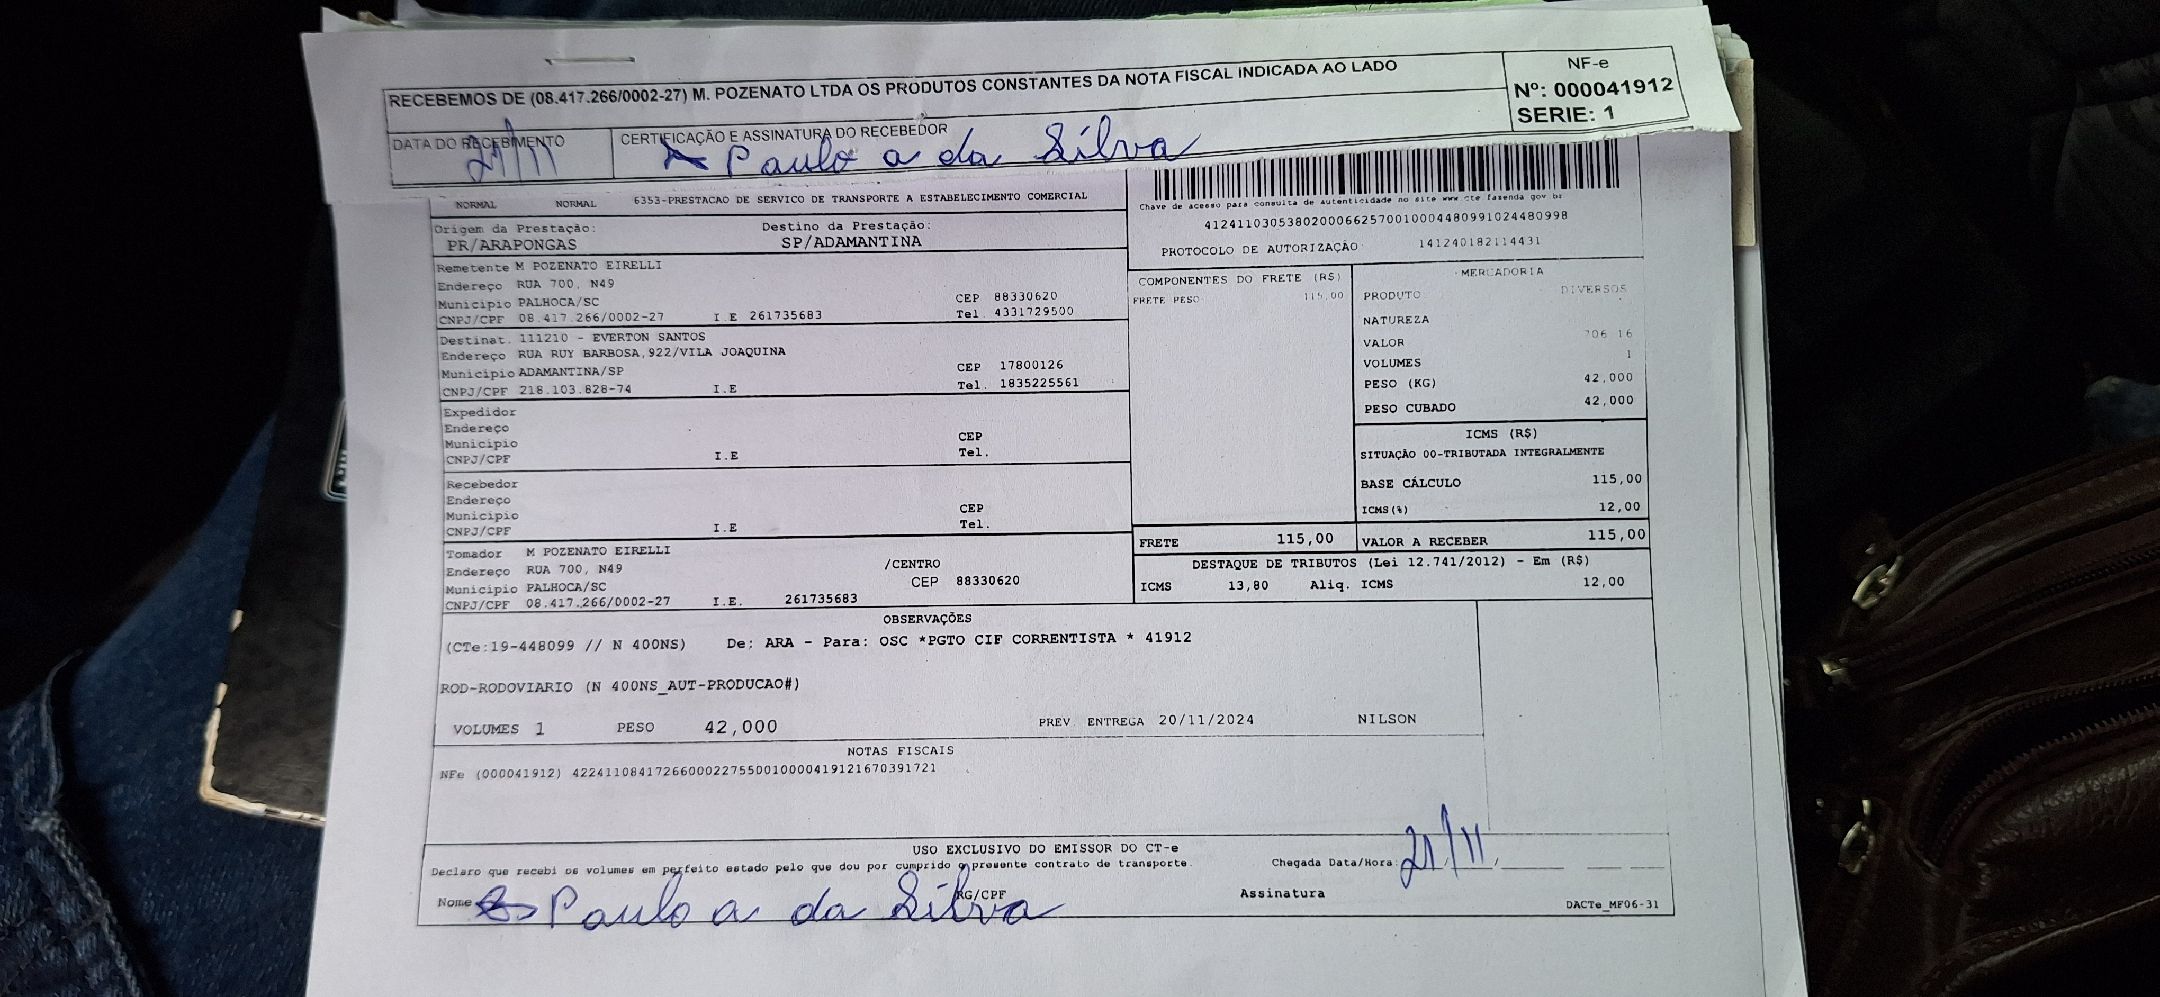 RECEBEMOS DE (08.417.266/0002-27) M. POZENATO LTDA OS PRODUTOS CONSTANTES DA NOTA FISCAL INDICADA AO LADO
NF-e
Nº: 000041912
SERIE: 1
DATA DO RECEBIMENTO
21/11
CERTIFICAÇÃO E ASSINATURA DO RECEBEDOR
Paulo a da Silva
NORMAL NORMAL 6353-PRESTACAO DE SERVICO DE TRANSPORTE A ESTABELECIMENTO COMERCIAL
Chave de acesso para consulta de autenticidade no site www cte fazenda gov br
41241103053802000662570010004480991024480998
PROTOCOLO DE AUTORIZAÇÃO 141240182114431
Origem da Prestação: Destino da Prestação:
PR/ARAPONGAS SP/ADAMANTINA
Remetente M POZENATO EIRELLI
Endereço RUA 700, N49
Municipio PALHOCA/SC CEP 88330620
CNPJ/CPF 08.417.266/0002-27 I.E 261735683 Tel. 4331729500
Destinat. 111210 - EVERTON SANTOS
Endereço RUA RUY BARBOSA,922/VILA JOAQUINA
Municipio ADAMANTINA/SP CEP 17800126
CNPJ/CPF 218.103.828-74 I.E Tel. 1835225561
Expedidor
Endereço
Municipio CEP
CNPJ/CPF I.E Tel.
Recebedor
Endereço
Municipio CEP
CNPJ/CPF I.E Tel.
Tomador M POZENATO EIRELLI
Endereço RUA 700, N49 /CENTRO
Municipio PALHOCA/SC CEP 88330620
CNPJ/CPF 08.417.266/0002-27 I.E. 261735683
COMPONENTES DO FRETE (R$)
FRETE PESO 115,00
MERCADORIA
PRODUTO DIVERSOS
NATUREZA
VALOR 706 16
VOLUMES 1
PESO (KG) 42,000
PESO CUBADO 42,000
ICMS (R$)
SITUAÇÃO 00-TRIBUTADA INTEGRALMENTE
BASE CÁLCULO 115,00
ICMS(%) 12,00
FRETE 115,00 VALOR A RECEBER 115,00
DESTAQUE DE TRIBUTOS (Lei 12.741/2012) - Em (R$)
ICMS 13,80 Aliq. ICMS 12,00
OBSERVAÇÕES
(CTe:19-448099 // N 400NS) De: ARA - Para: OSC *PGTO CIF CORRENTISTA * 41912
ROD-RODOVIARIO (N 400NS_AUT-PRODUCAO#)
VOLUMES 1 PESO 42,000 PREV. ENTREGA 20/11/2024 NILSON
NOTAS FISCAIS
NFe (000041912) 42241108417266000227550010000419121670391721
USO EXCLUSIVO DO EMISSOR DO CT-e
Declaro que recebi os volumes em perfeito estado pelo que dou por cumprido o presente contrato de transporte.
Chegada Data/Hora: 21/11
Nome Paulo a da Silva RG/CPF Assinatura
DACTe_MF06-31